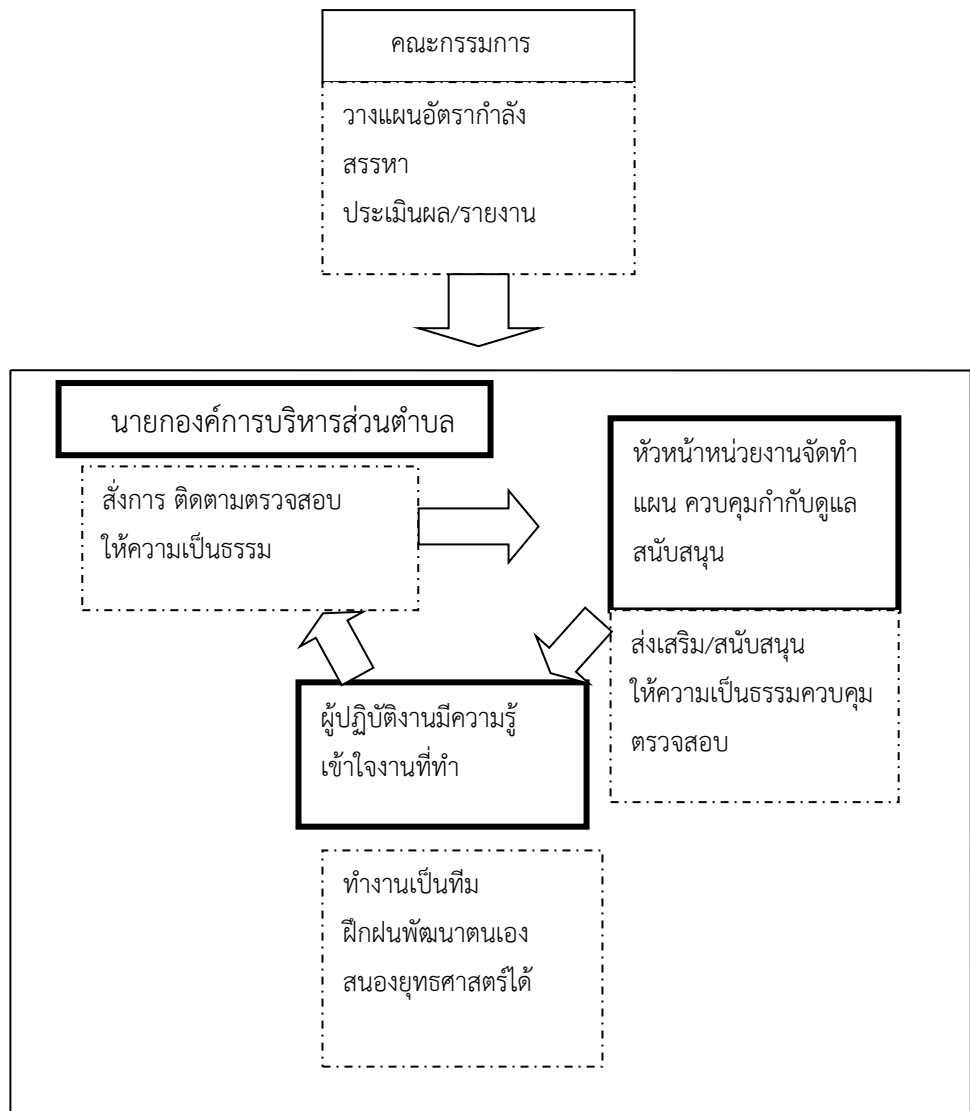 คณะกรรมการ
วางแผนอัตรากำลัง
สรรหา
ประเมินผล/รายงาน
นายกองค์การบริหารส่วนตำบล
สั่งการ ติดตามตรวจสอบ
ให้ความเป็นธรรม
หัวหน้าหน่วยงานจัดทำ
แผน ควบคุมกำกับดูแล
สนับสนุน
ส่งเสริม/สนับสนุน
ให้ความเป็นธรรมควบคุม
ตรวจสอบ
ผู้ปฏิบัติงานมีความรู้
เข้าใจงานที่ทำ
ทำงานเป็นทีม
ฝึกฝนพัฒนาตนเอง
สนองยุทธศาสตร์ได้